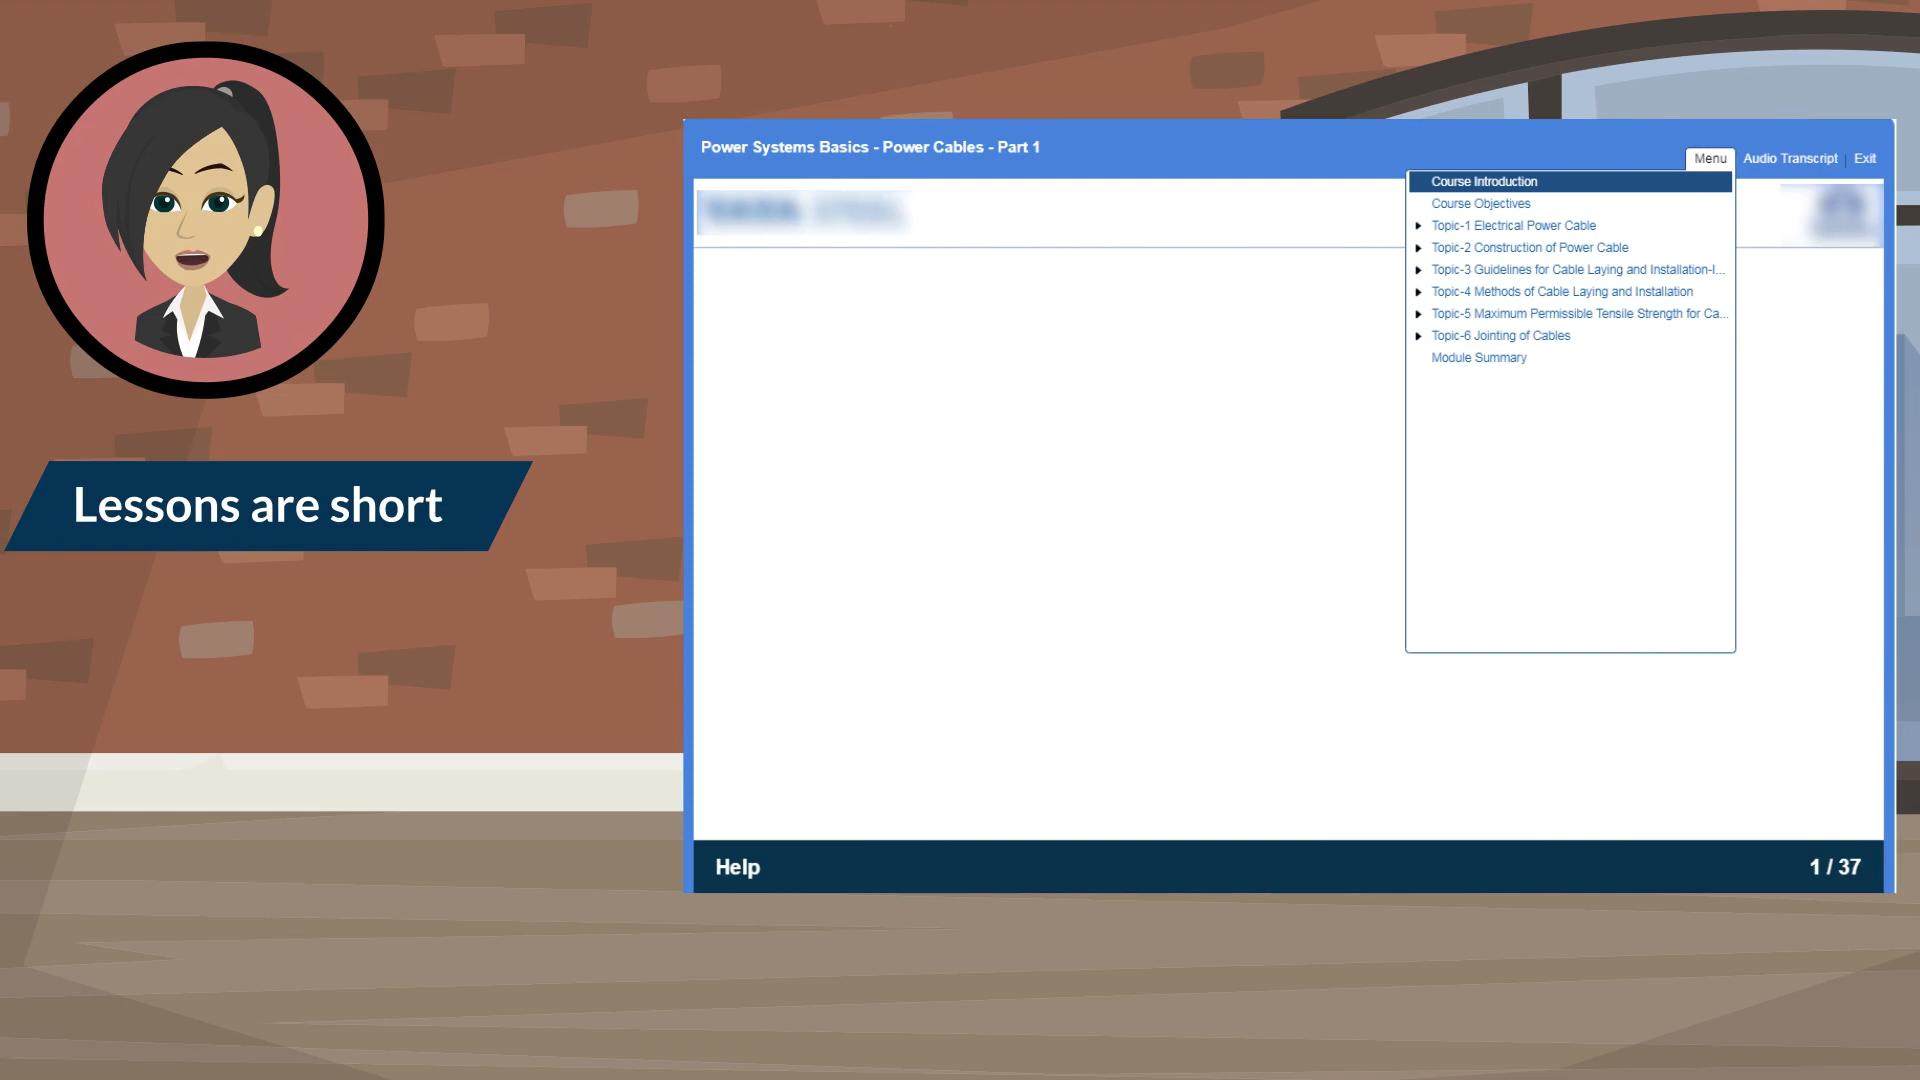 Power Systems Basics - Power Cables - Part 1
Menu
Audio Transcript
Exit
Course Introduction
Course Objectives
Topic-1 Electrical Power Cable
Topic-2 Construction of Power Cable
Topic-3 Guidelines for Cable Laying and Installation-I...
Topic-4 Methods of Cable Laying and Installation
Topic-5 Maximum Permissible Tensile Strength for Ca...
Topic-6 Jointing of Cables
Module Summary
Lessons are short
Help
1 / 37